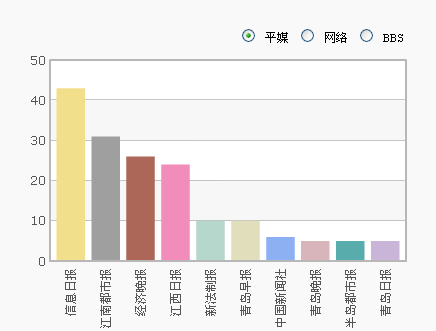 平媒 网络 BBS
50
40
30
20
10
0
信息日报
江南都市报
经济晚报
江西日报
新法制报
青岛早报
中国新闻社
青岛晚报
半岛都市报
青岛日报